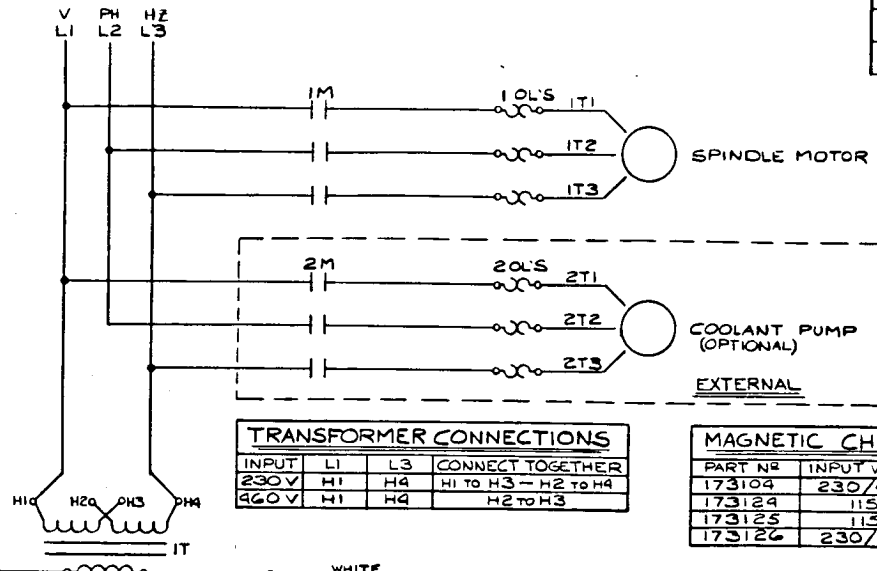 V PH HZ
L1 L2 L3
1M
1 OL'S
1T1
1T2
1T3
SPINDLE MOTOR
2M
2 OL'S
2T1
2T2
2T3
COOLANT PUMP
(OPTIONAL)
EXTERNAL
TRANSFORMER CONNECTIONS
INPUT L1 L3 CONNECT TOGETHER
230 V H1 H4 H1 TO H3 - H2 TO H4
460 V H1 H4 H2 TO H3
MAGNETIC CH
PART Nº INPUT V
173104 230/
173124 115
173125 115
173126 230/
H1 H2 H3 H4
1T
WHITE